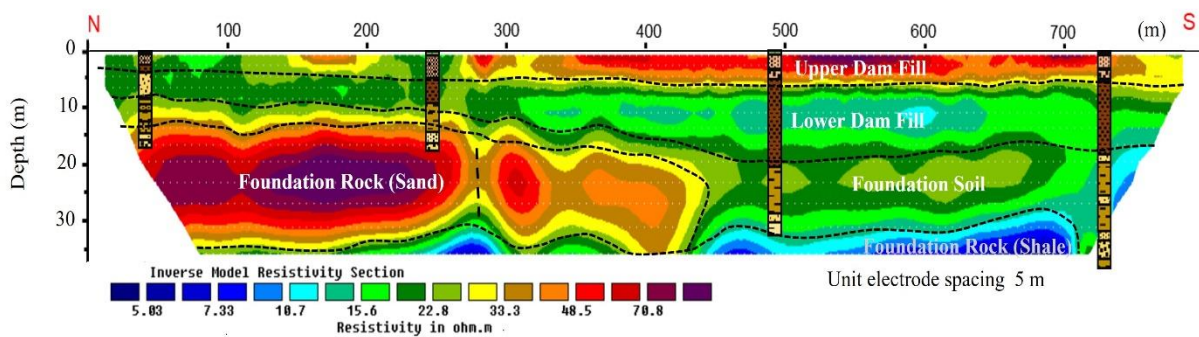 N S
100 200 300 400 500 600 700 (m)
0
10
20
30
Depth (m)
Upper Dam Fill
Lower Dam Fill
Foundation Rock (Sand)
Foundation Soil
Foundation Rock (Shale)
Inverse Model Resistivity Section
Unit electrode spacing 5 m
5.03 7.33 10.7 15.6 22.8 33.3 48.5 70.8
Resistivity in ohm.m